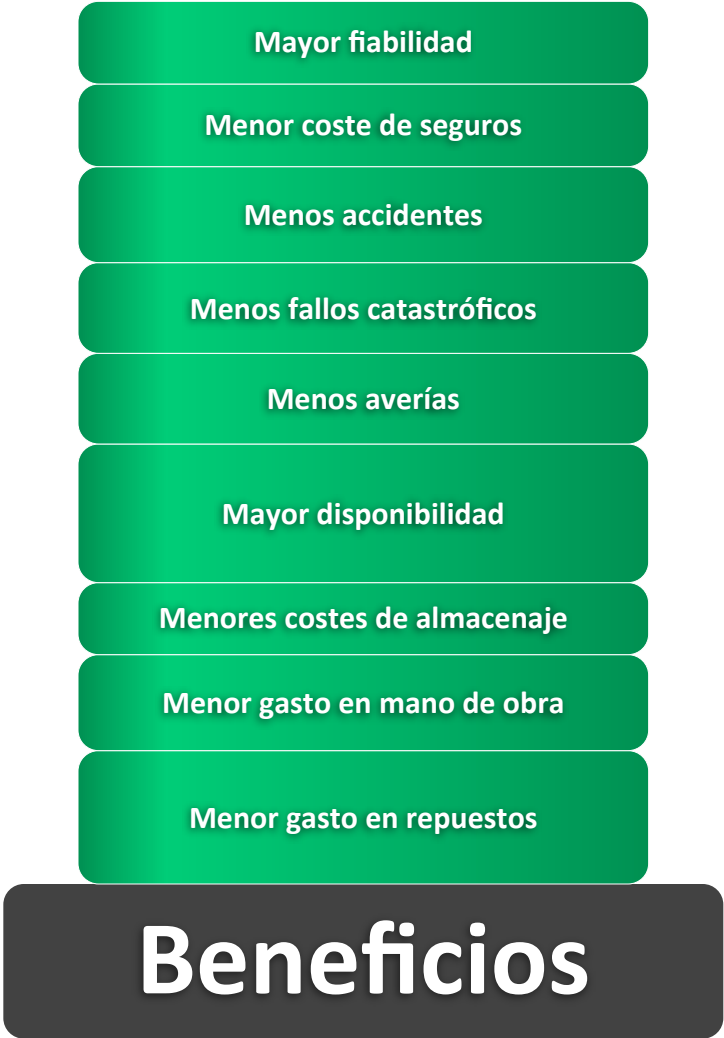 Mayor fiabilidad
Menor coste de seguros
Menos accidentes
Menos fallos catastróficos
Menos averías
Mayor disponibilidad
Menores costes de almacenaje
Menor gasto en mano de obra
Menor gasto en repuestos
Beneficios